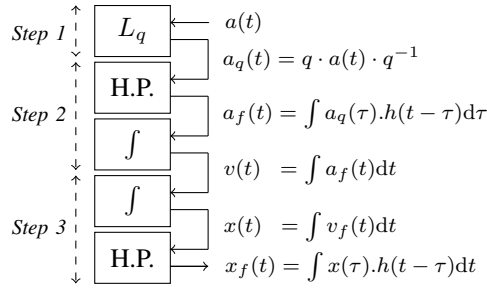 Step 1
L_q
a(t)
a_q(t) = q · a(t) · q^{-1}
Step 2
H.P.
a_f(t) = ∫ a_q(τ).h(t − τ)dτ
∫
v(t) = ∫ a_f(t)dt
Step 3
∫
x(t) = ∫ v_f(t)dt
H.P.
x_f(t) = ∫ x(τ).h(t − τ)dt